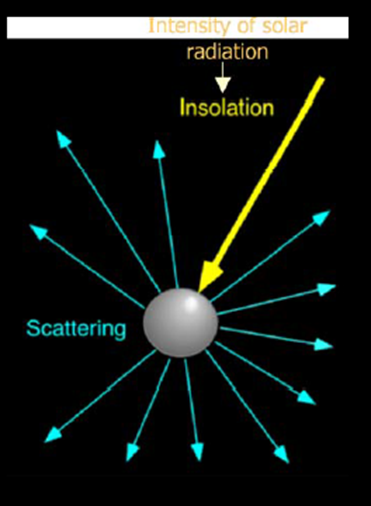 Intensity of solar
radiation
Insolation
Scattering